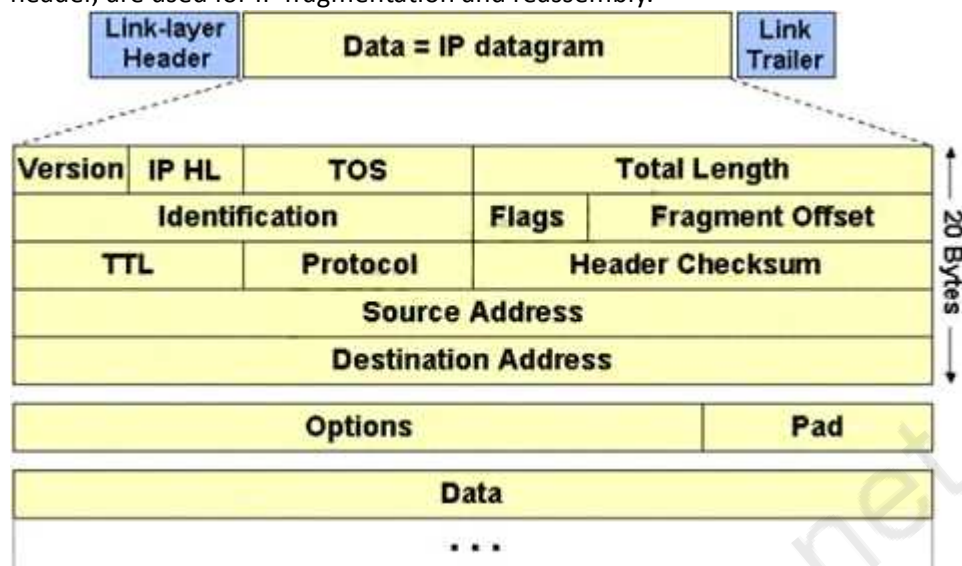 header, are used for IP fragmentation and reassembly.
Link-layer Header
Data = IP datagram
Link Trailer
Version IP HL TOS Total Length
Identification Flags Fragment Offset
TTL Protocol Header Checksum
Source Address
Destination Address
20 Bytes
Options Pad
Data
...
net